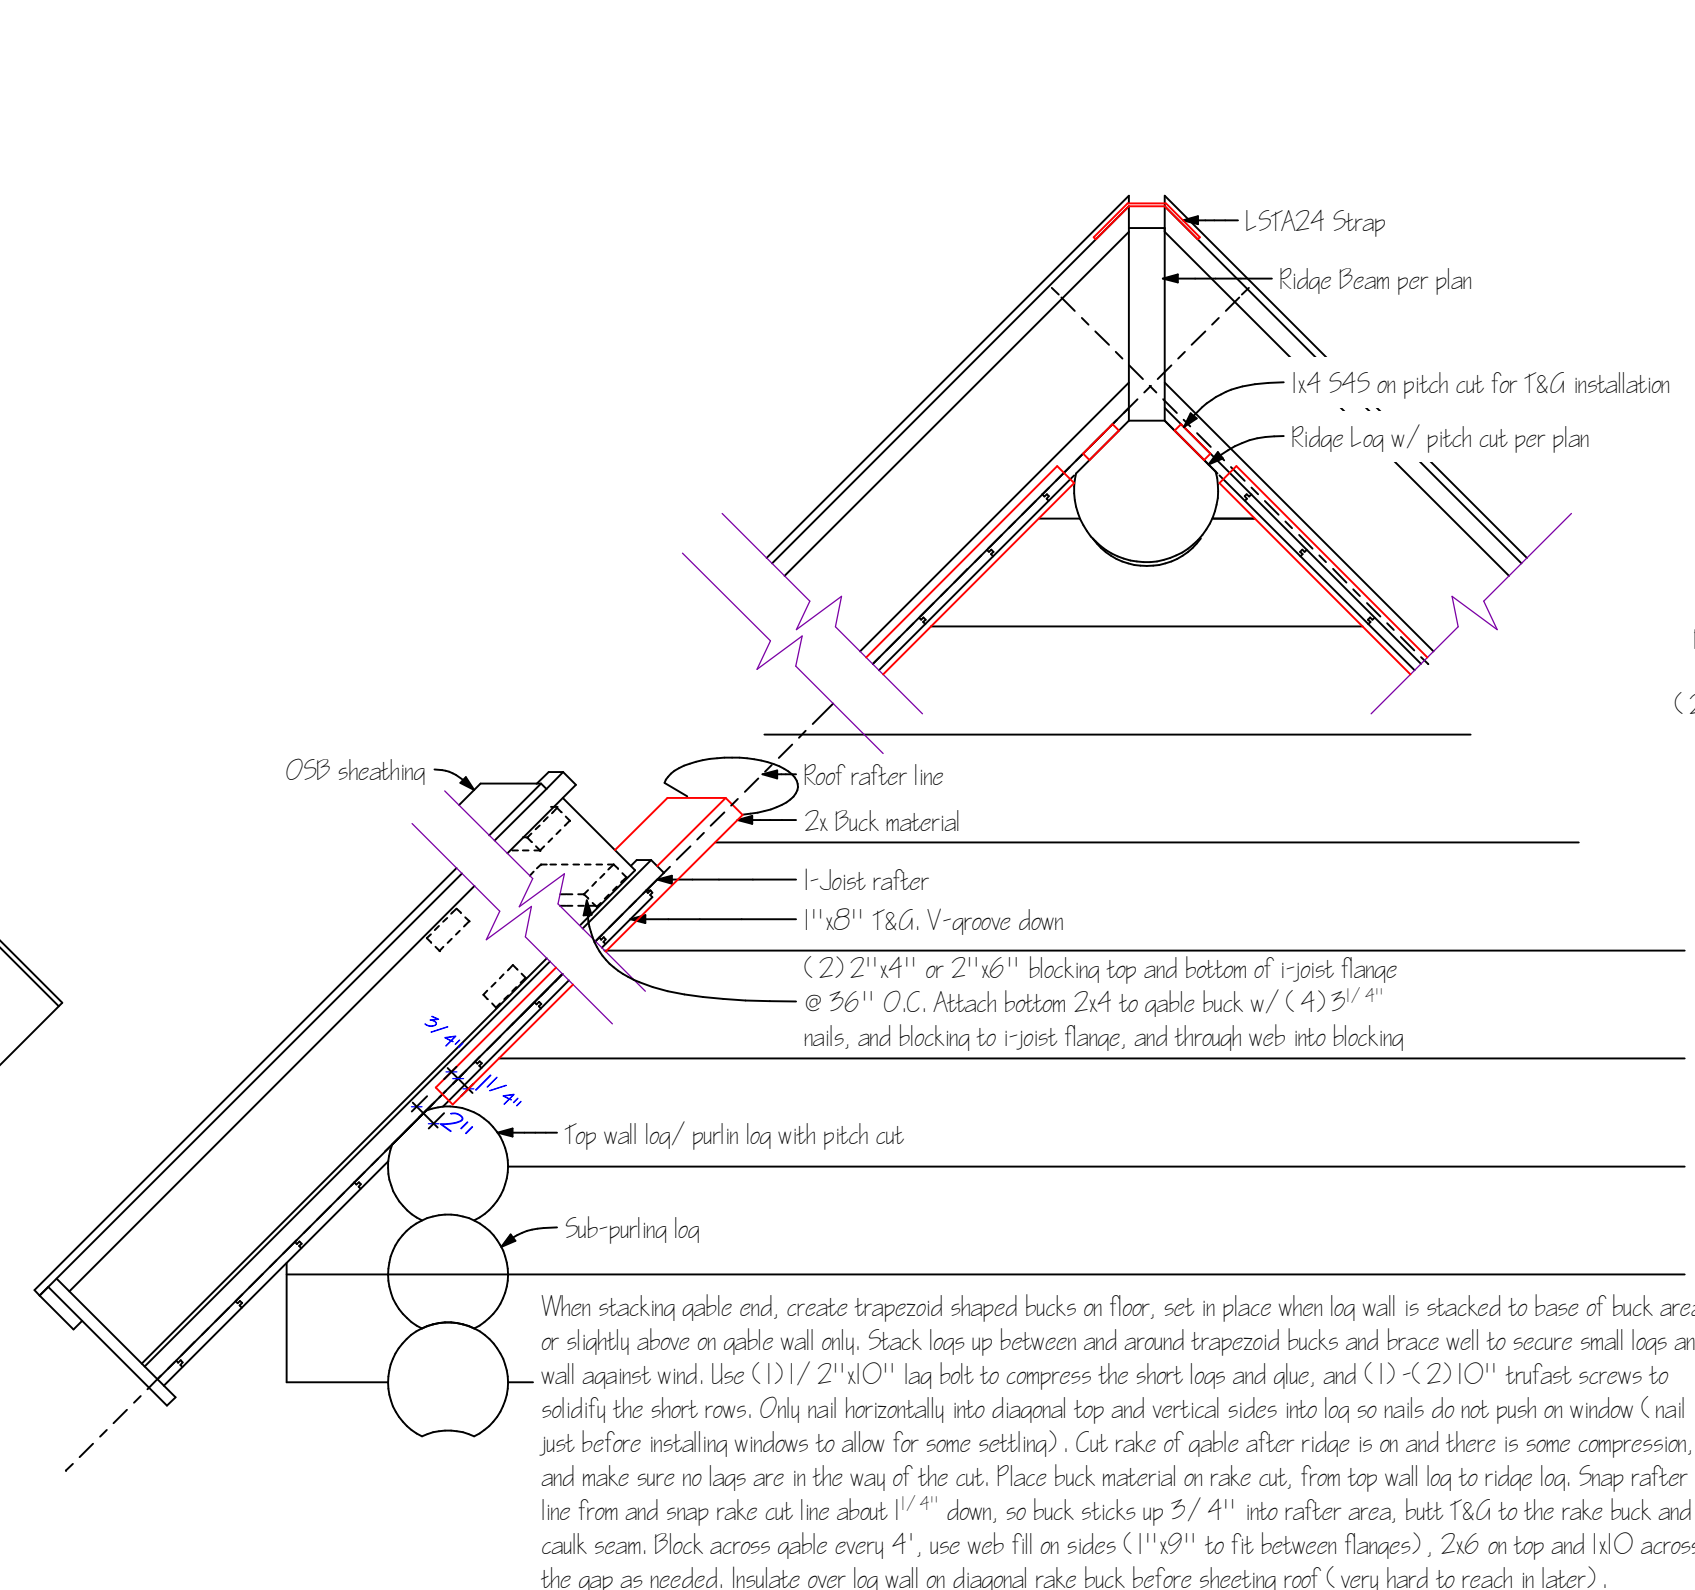 LSTA24 Strap
Ridge Beam per plan
1x4 S4S on pitch cut for T&G installation
Ridge Log w/ pitch cut per plan
(2
OSB sheathing
Roof rafter line
2x Buck material
I-Joist rafter
1"x8" T&G. V-groove down
(2) 2"x4" or 2"x6" blocking top and bottom of i-joist flange
@ 36" O.C. Attach bottom 2x4 to gable buck w/ (4) 3 1/4"
nails, and blocking to i-joist flange, and through web into blocking
3/4"
1 1/4"
2"
Top wall log/ purlin log with pitch cut
Sub-purling log
When stacking gable end, create trapezoid shaped bucks on floor, set in place when log wall is stacked to base of buck area
or slightly above on gable wall only. Stack logs up between and around trapezoid bucks and brace well to secure small logs an
wall against wind. Use (1) 1/2"x10" lag bolt to compress the short logs and glue, and (1) -(2) 10" trufast screws to
solidify the short rows. Only nail horizontally into diagonal top and vertical sides into log so nails do not push on window (nail
just before installing windows to allow for some settling). Cut rake of gable after ridge is on and there is some compression,
and make sure no lags are in the way of the cut. Place buck material on rake cut, from top wall log to ridge log. Snap rafter
line from and snap rake cut line about 1 1/4" down, so buck sticks up 3/4" into rafter area, butt T&G to the rake buck and
caulk seam. Block across gable every 4', use web fill on sides (1"x9" to fit between flanges), 2x6 on top and 1x10 across
the gap as needed. Insulate over log wall on diagonal rake buck before sheeting roof (very hard to reach in later).